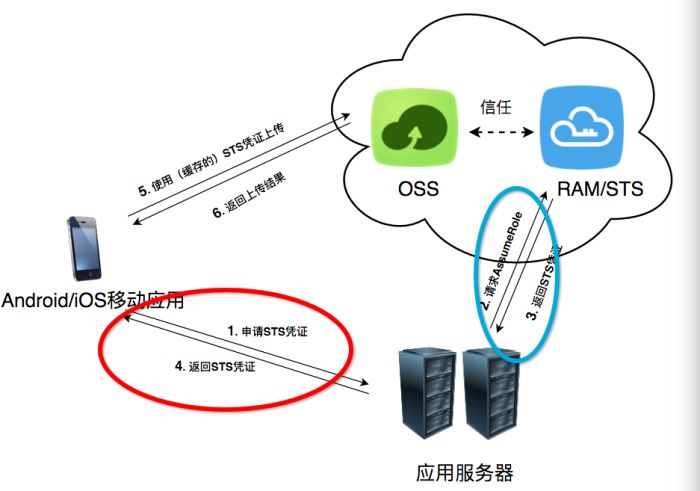 信任
OSS
RAM/STS
5. 使用（缓存的）STS凭证上传
6. 返回上传结果
2. 请求AssumeRole
3. 返回STS凭证
Android/iOS移动应用
1. 申请STS凭证
4. 返回STS凭证
应用服务器